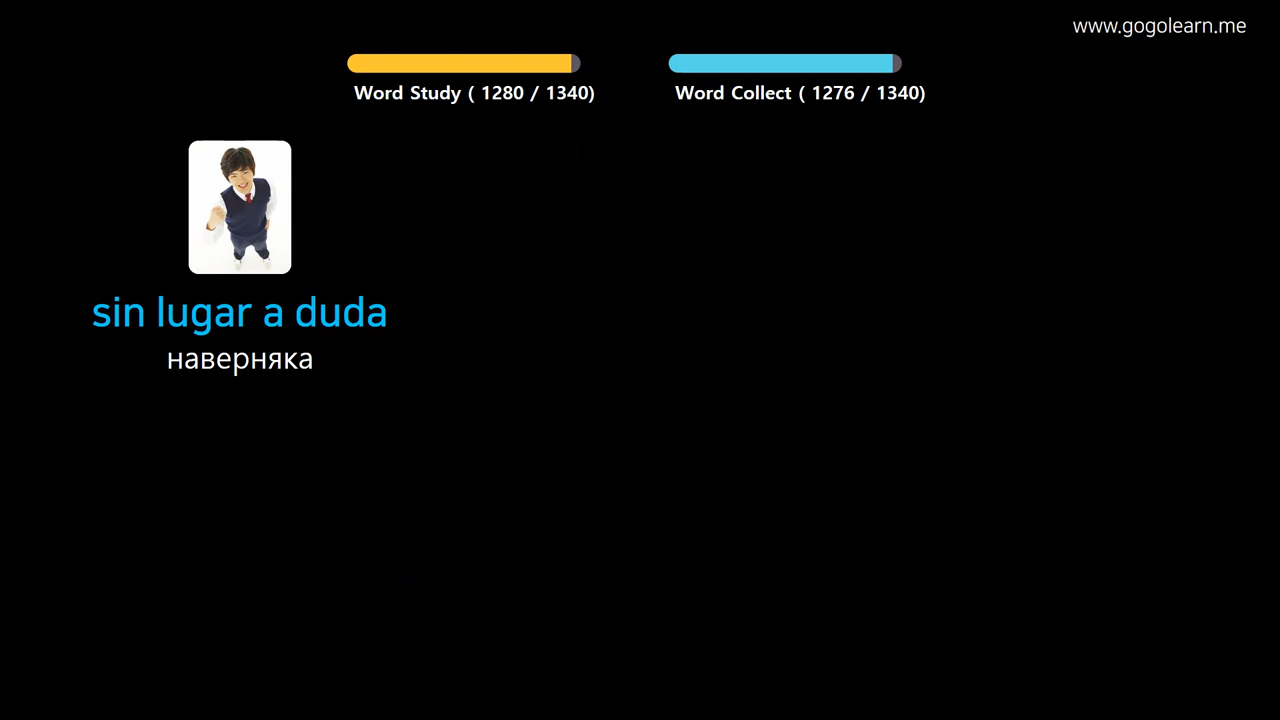 www.gogolearn.me
Word Study ( 1280 / 1340)
Word Collect ( 1276 / 1340)
sin lugar a duda
наверняка